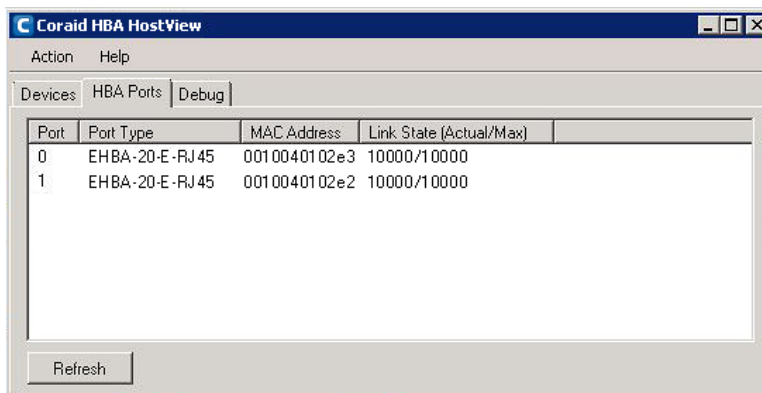 Coraid HBA HostView
Action Help
Devices HBA Ports Debug
Port Port Type MAC Address Link State (Actual/Max)
0 EHBA-20-E-RJ45 0010040102e3 10000/10000
1 EHBA-20-E-RJ45 0010040102e2 10000/10000
Refresh